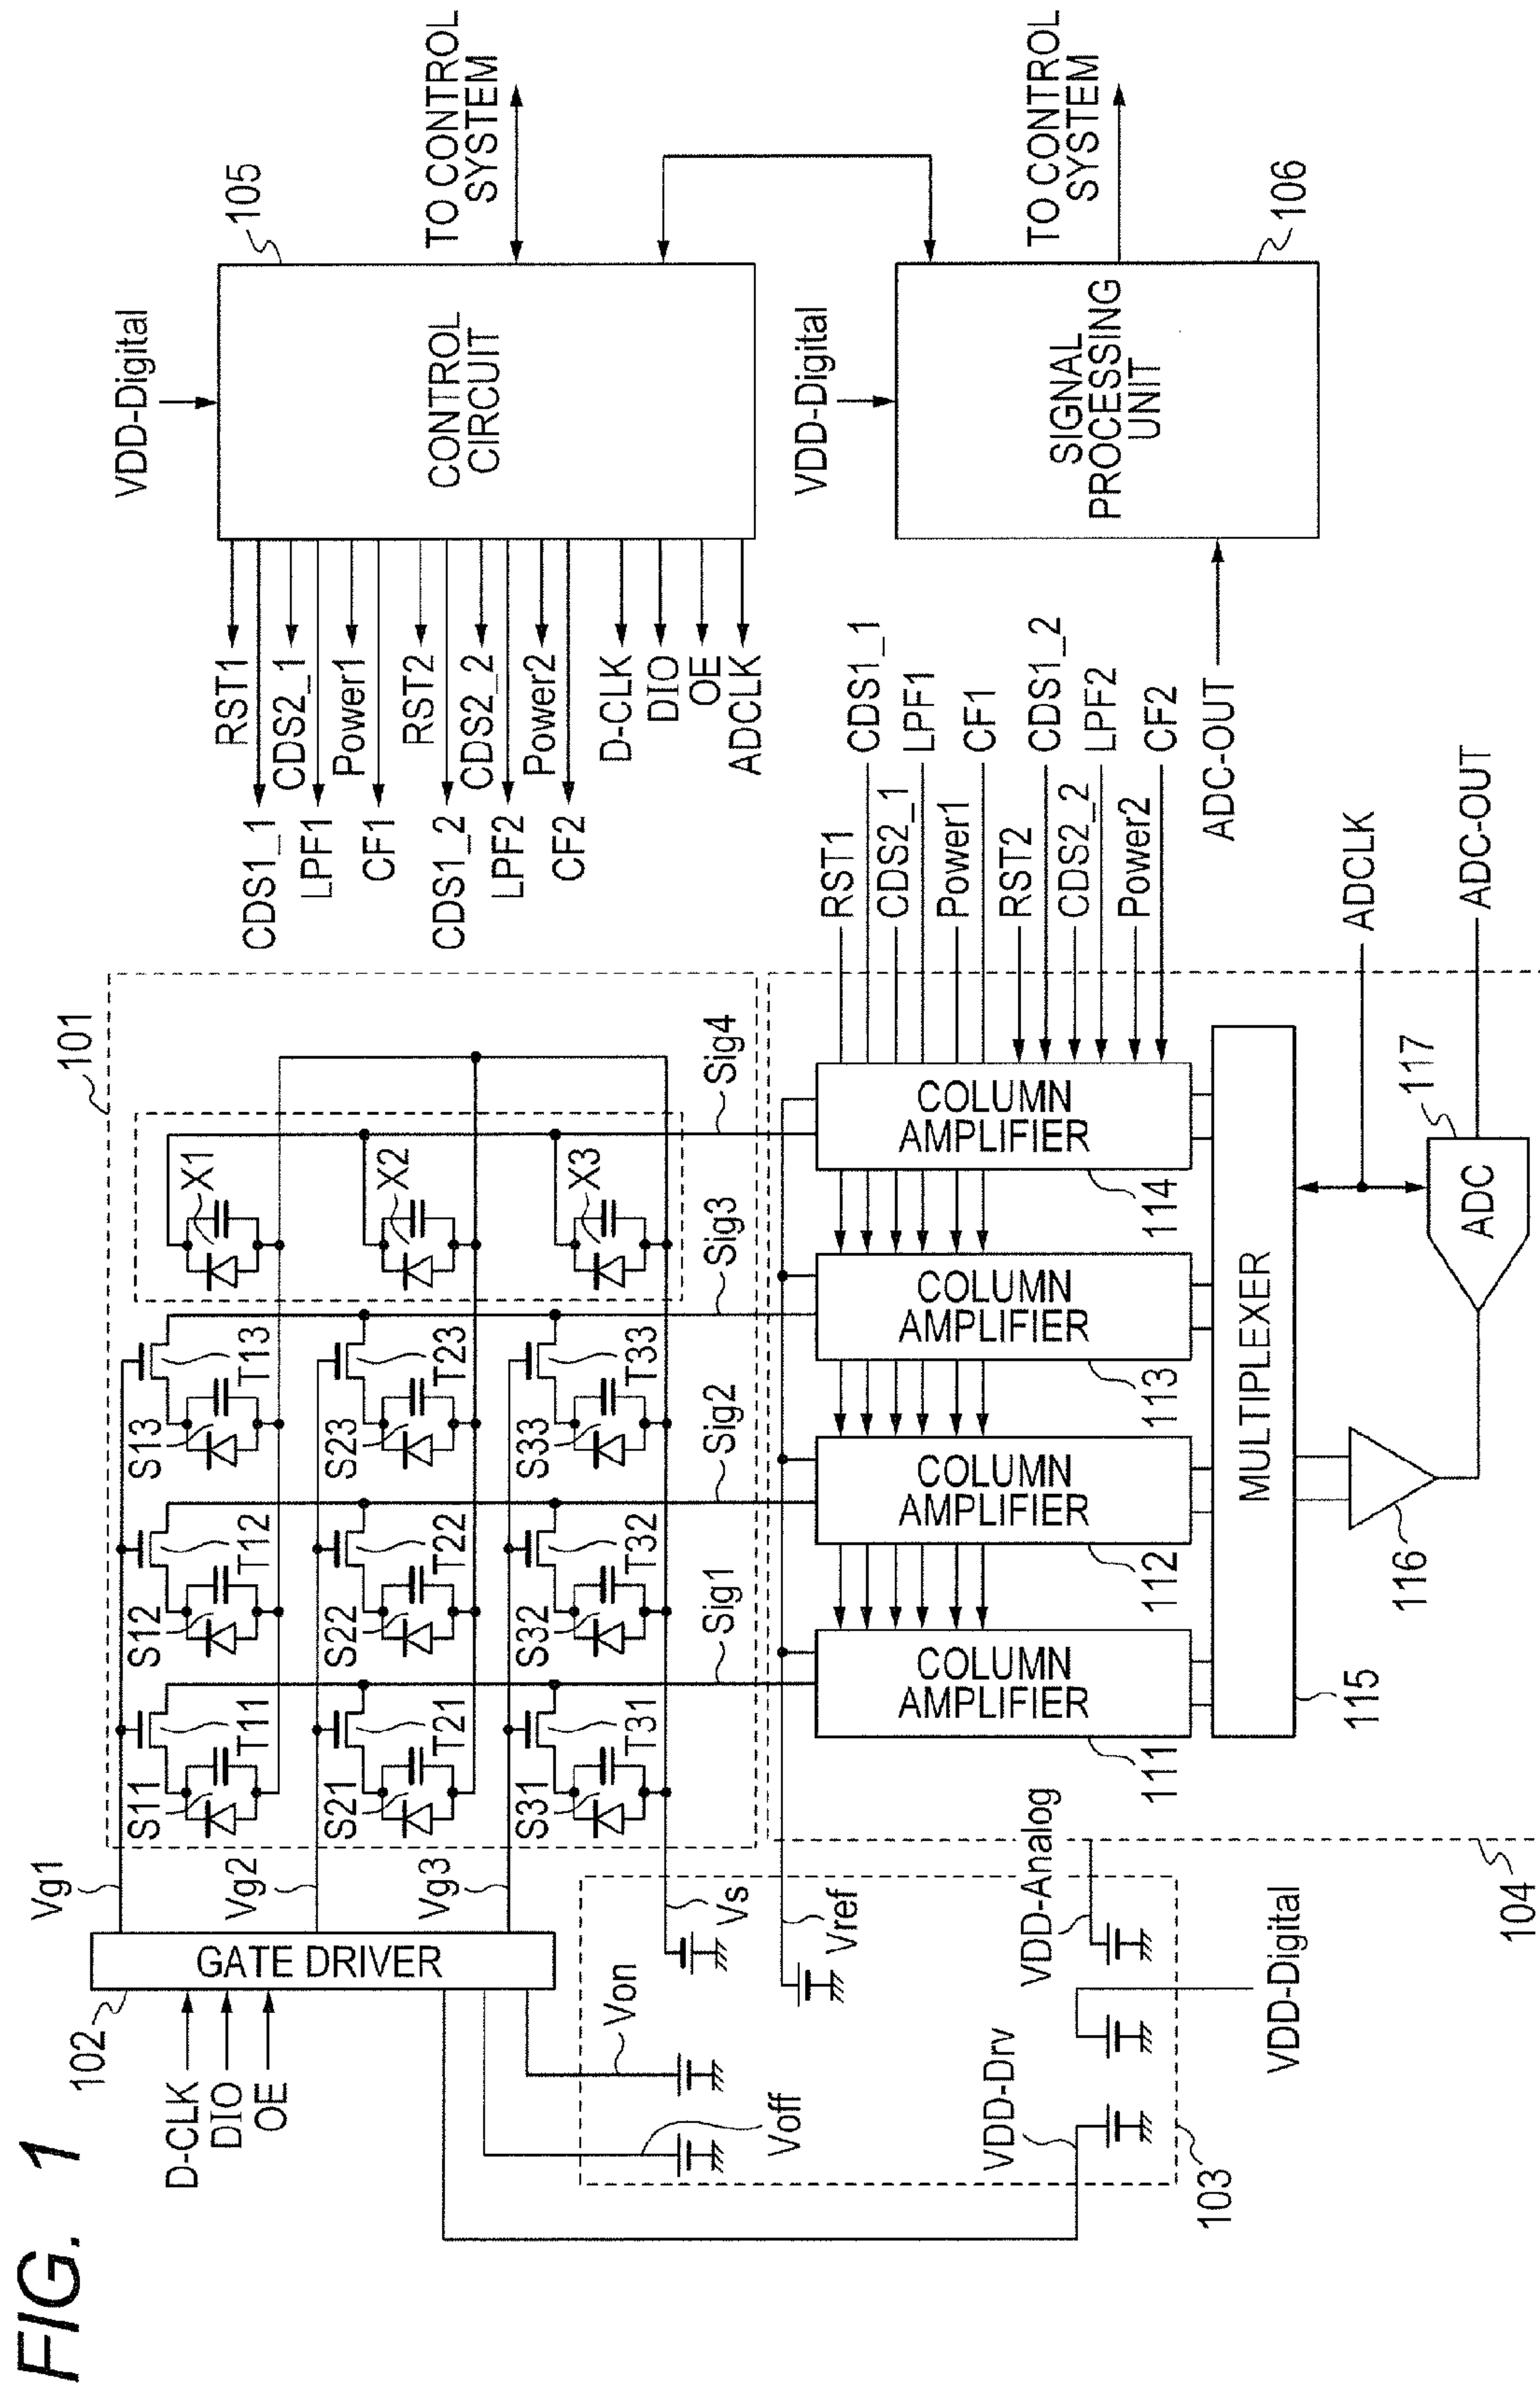 FIG. 1
D-CLK
DIO
OE
102
GATE DRIVER
Vg1
Vg2
Vg3
101
S11
T11
S12
T12
S13
T13
X1
S21
T21
S22
T22
S23
T23
X2
S31
T31
S32
T32
S33
T33
X3
Sig1
Sig2
Sig3
Sig4
Von
Voff
Vs
Vref
VDD-Drv
VDD-Analog
VDD-Digital
103
104
COLUMN
AMPLIFIER
111
COLUMN
AMPLIFIER
112
COLUMN
AMPLIFIER
113
COLUMN
AMPLIFIER
114
MULTIPLEXER
115
116
ADC
117
ADCLK
ADC-OUT
RST1
CDS1_1
CDS2_1
LPF1
Power1
CF1
RST2
CDS1_2
CDS2_2
LPF2
Power2
CF2
VDD-Digital
105
CONTROL
CIRCUIT
TO CONTROL
SYSTEM
RST1
CDS1_1
CDS2_1
LPF1
Power1
CF1
RST2
CDS1_2
CDS2_2
LPF2
Power2
CF2
D-CLK
DIO
OE
ADCLK
VDD-Digital
SIGNAL
PROCESSING
UNIT
106
TO CONTROL
SYSTEM
ADC-OUT